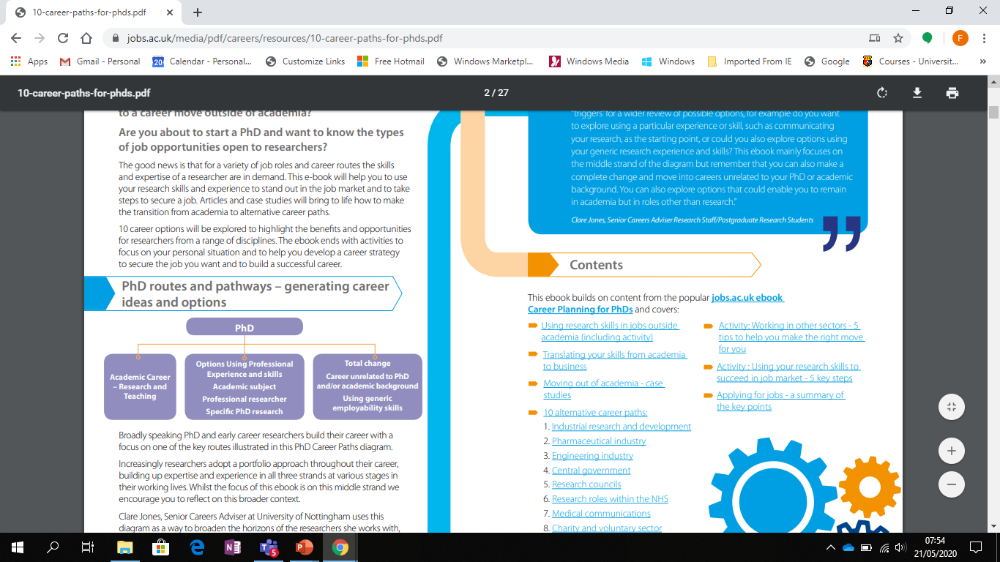 10-career-paths-for-phds.pdf
jobs.ac.uk/media/pdf/careers/resources/10-career-paths-for-phds.pdf
F
Apps
Gmail - Personal
20
Calendar - Personal...
Customize Links
Free Hotmail
Windows Marketpl...
Windows Media
Windows
Imported From IE
Google
Courses - Universit...
»
10-career-paths-for-phds.pdf
2 / 27
to a career move outside of academia?
Are you about to start a PhD and want to know the types
of job opportunities open to researchers?
The good news is that for a variety of job roles and career routes the skills
and expertise of a researcher are in demand. This e-book will help you to use
your research skills and experience to stand out in the job market and to take
steps to secure a job. Articles and case studies will bring to life how to make
the transition from academia to alternative career paths.
10 career options will be explored to highlight the benefits and opportunities
for researchers from a range of disciplines. The ebook ends with activities to
focus on your personal situation and to help you develop a career strategy
to secure the job you want and to build a successful career.
PhD routes and pathways – generating career
ideas and options
PhD
Academic Career
– Research and
Teaching
Options Using Professional
Experience and skills
Academic subject
Professional researcher
Specific PhD research
Total change
Career unrelated to PhD
and/or academic background
Using generic
employability skills
Broadly speaking PhD and early career researchers build their career with a
focus on one of the key routes illustrated in this PhD Career Paths diagram.
Increasingly researchers adopt a portfolio approach throughout their career,
building up expertise and experience in all three strands at various stages in
their working lives. Whilst the focus of this ebook is on this middle strand we
encourage you to reflect on this broader context.
Clare Jones, Senior Careers Adviser at University of Nottingham uses this
diagram as a way to broaden the horizons of the researchers she works with,
"triggers" for a wider review of possible options, for example do you want
to explore using a particular experience or skill, such as communicating
your research, as the starting point, or could you also explore options using
your generic research experience and skills? This ebook mainly focuses on
the middle strand of the diagram but remember that you can also make a
complete change and move into careers unrelated to your PhD or academic
background. You can also explore options that could enable you to remain
in academia but in roles other than research."
Clare Jones, Senior Careers Adviser Research Staff/Postgraduate Research Students
Contents
This ebook builds on content from the popular jobs.ac.uk ebook
Career Planning for PhDs and covers:
Using research skills in jobs outside
academia (including activity)
Translating your skills from academia
to business
Moving out of academia - case
studies
10 alternative career paths:
1. Industrial research and development
2. Pharmaceutical industry
3. Engineering industry
4. Central government
5. Research councils
6. Research roles within the NHS
7. Medical communications
8. Charity and voluntary sector
Activity: Working in other sectors - 5
tips to help you make the right move
for you
Activity : Using your research skills to
succeed in job market - 5 key steps
Applying for jobs - a summary of
the key points
5
07:54
21/05/2020